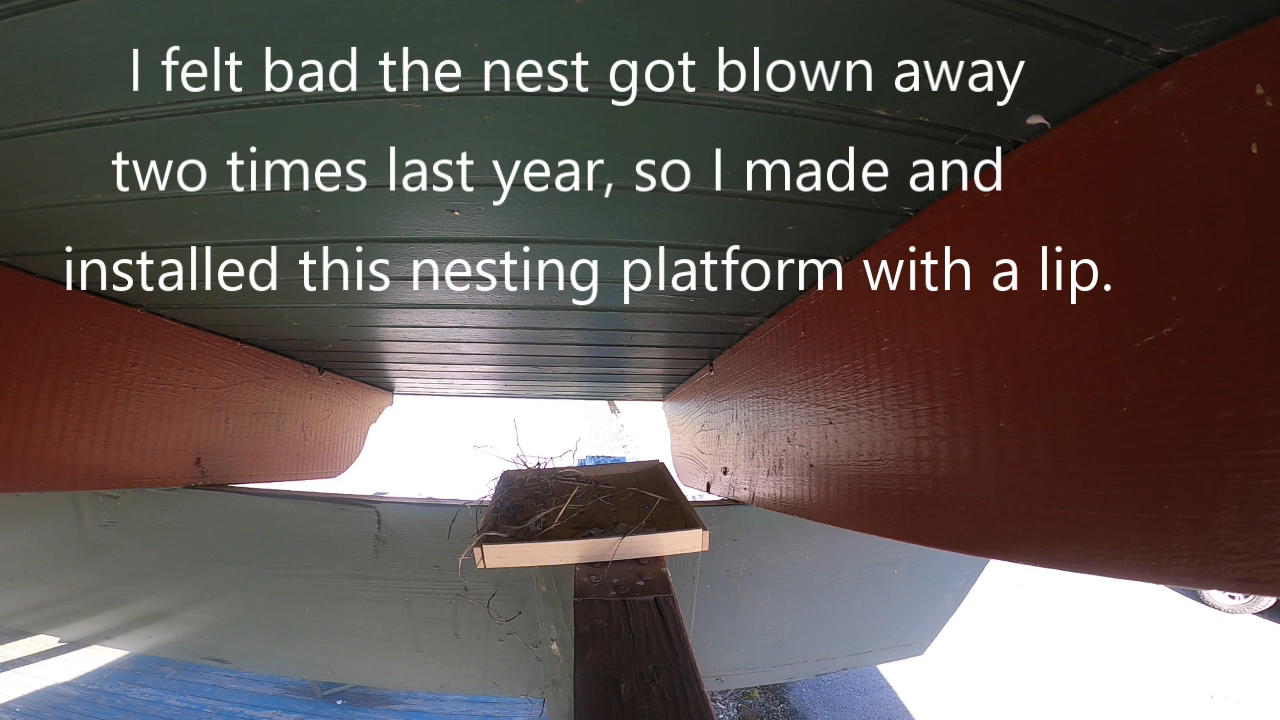 I felt bad the nest got blown away
two times last year, so I made and
installed this nesting platform with a lip.